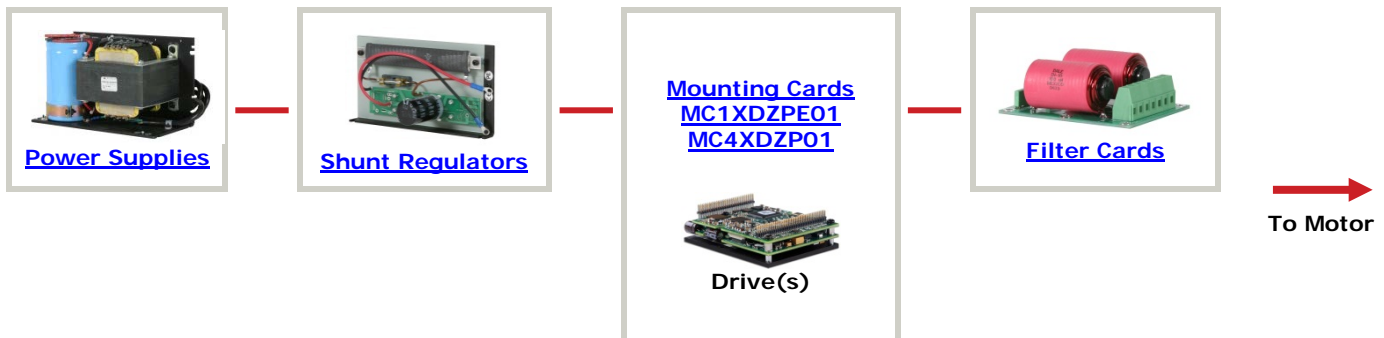 Power Supplies
Shunt Regulators
Mounting Cards
MC1XDZPE01
MC4XDZP01
Drive(s)
Filter Cards
To Motor